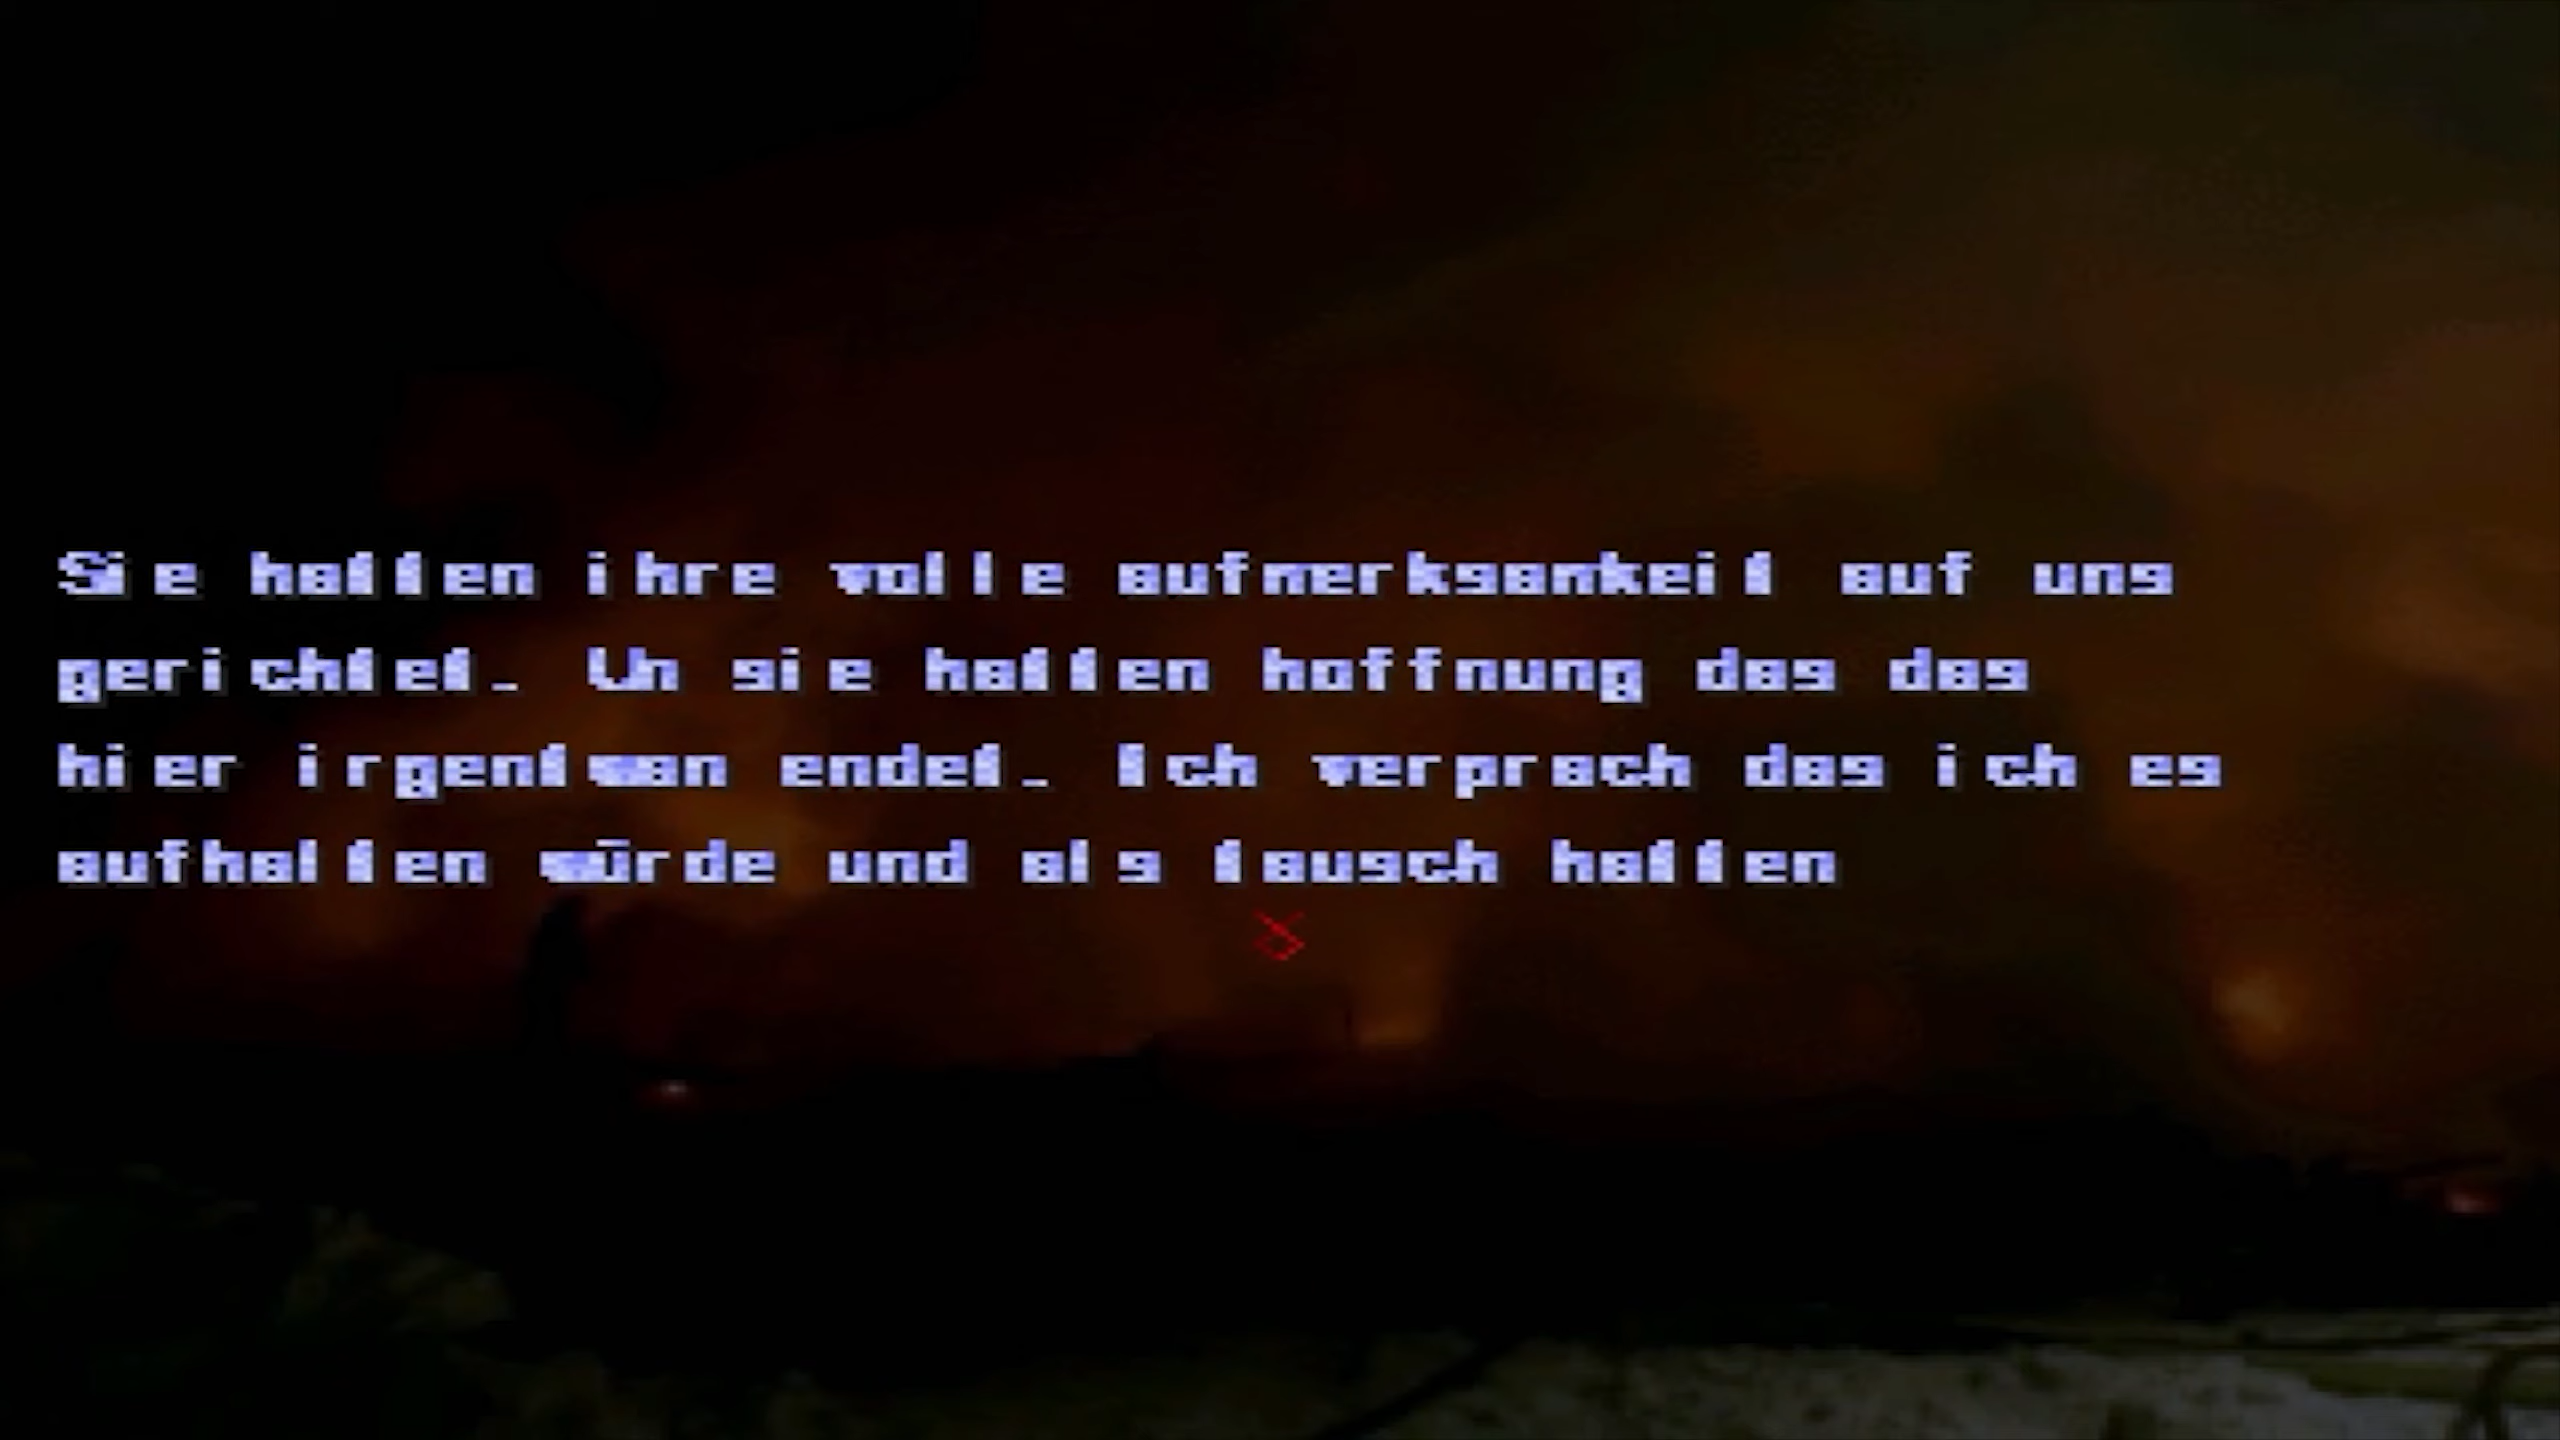 Sie hatten ihre volle aufmerksamkeit auf uns
gerichtet. Un sie hatten hoffnung das das
hier irgentwan endet. Ich versprach das ich es
aufhalten würde und als tausch hatten